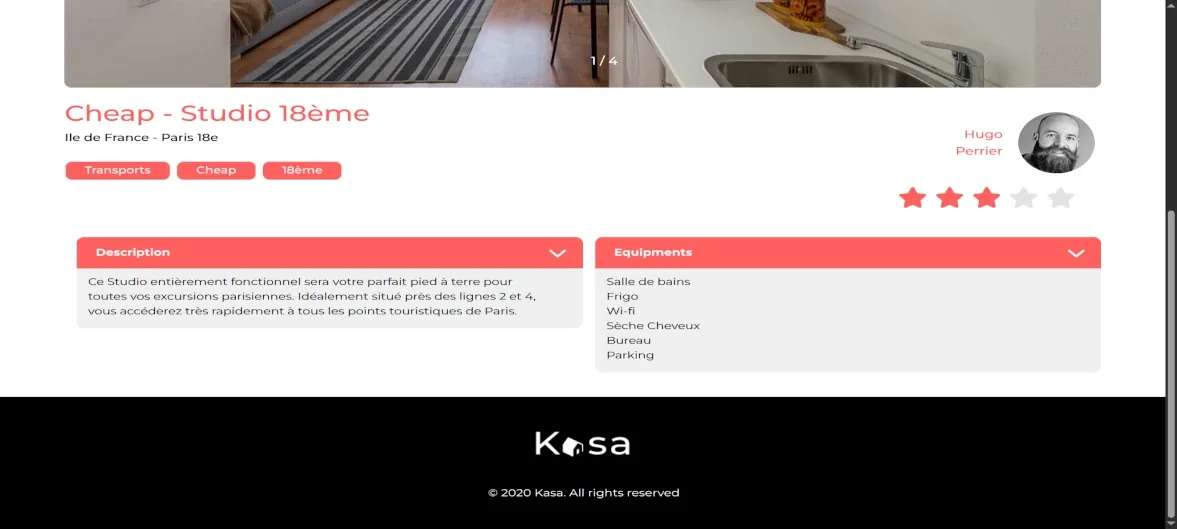 1 / 4
Cheap - Studio 18ème
Ile de France - Paris 18e
Transports
Cheap
18ème
Hugo
Perrier
Description
Ce Studio entièrement fonctionnel sera votre parfait pied à terre pour
toutes vos excursions parisiennes. Idéalement situé près des lignes 2 et 4,
vous accéderez très rapidement à tous les points touristiques de Paris.
Equipments
Salle de bains
Frigo
Wi-fi
Sèche Cheveux
Bureau
Parking
Kasa
© 2020 Kasa. All rights reserved